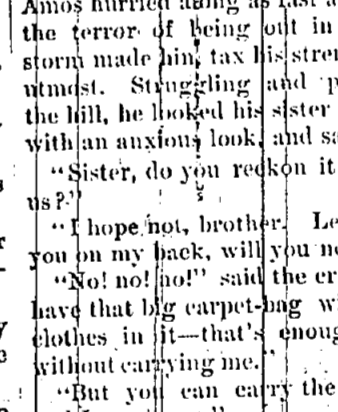 Amos hurried along as fast a
the terror of being out in
storm made him tax his stren
utmost. Struggling and p
the hill, he looked his sister
with an anxious look, and sa
"Sister, do you reckon it
us?"
"I hope not, brother. Le
you on my back, will you no
"No! no! no!" said the cr
have that big carpet-bag wi
clothes in it—that's enoug
without carrying me."
"But you can carry the